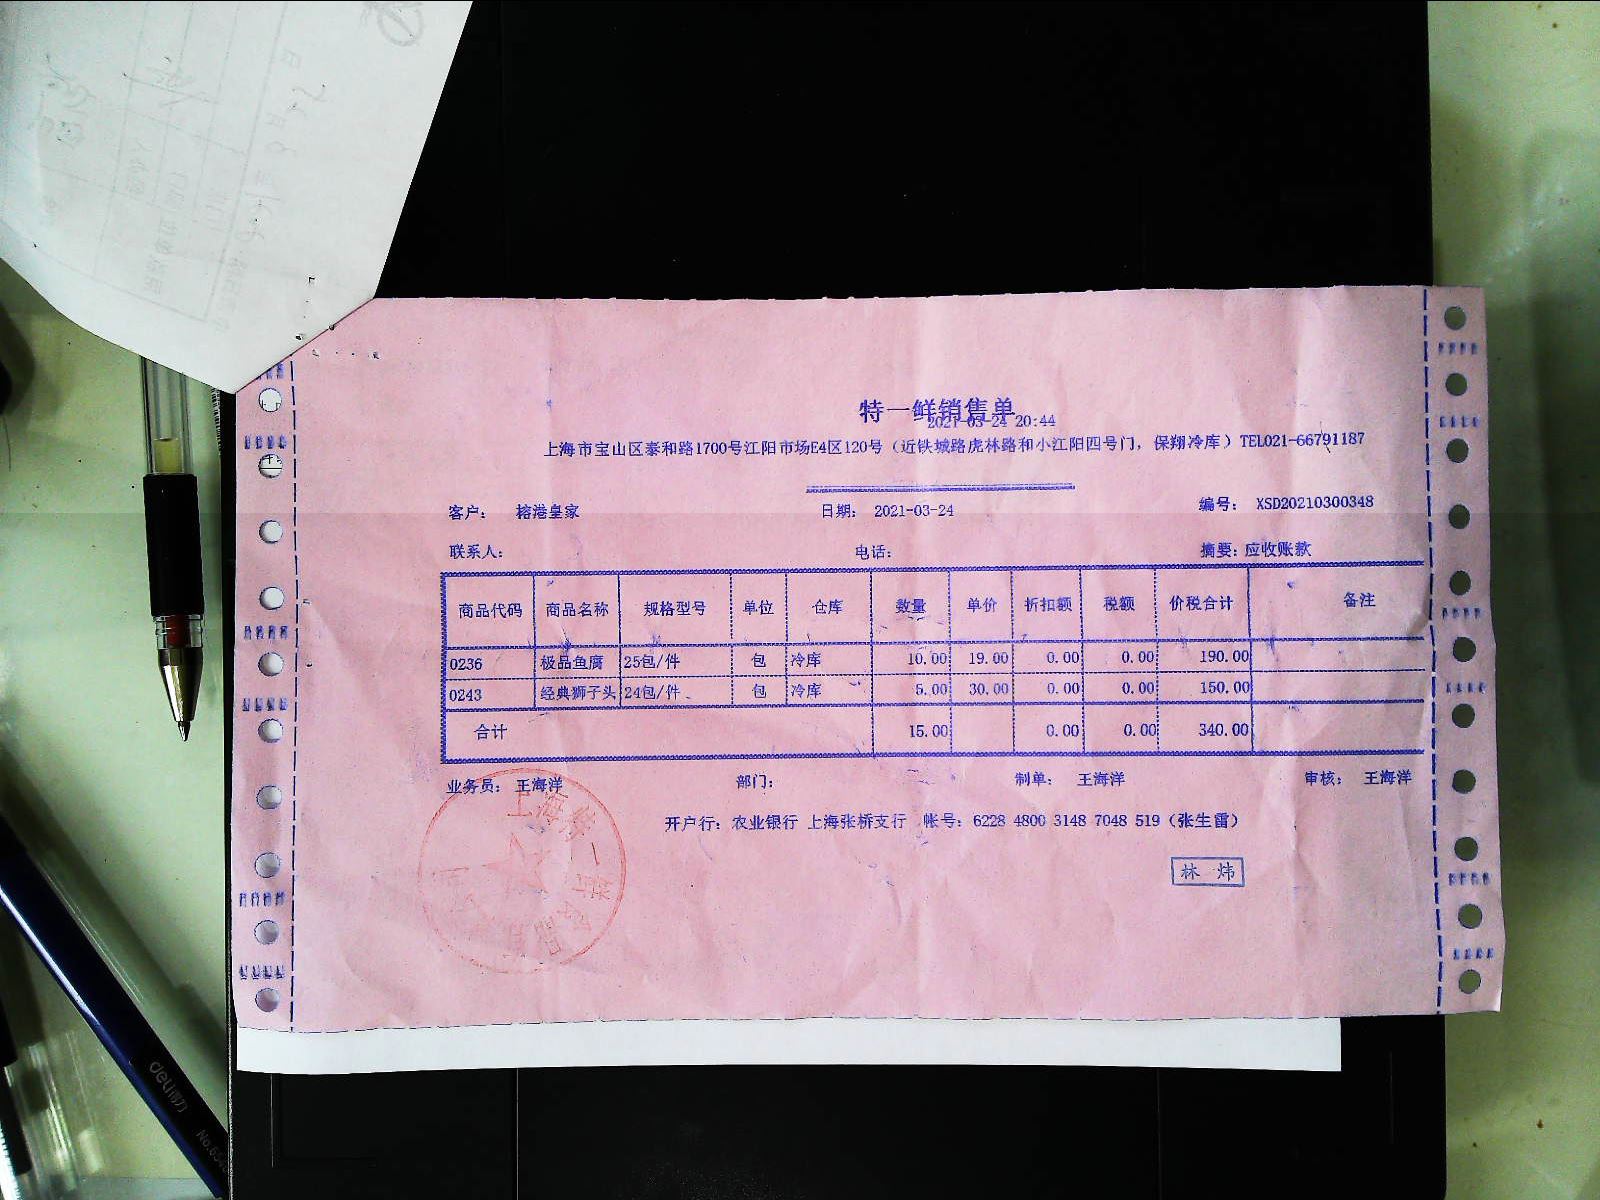 特一鲜销售单
2021-03-24 20:44
上海市宝山区泰和路1700号江阳市场E4区120号（近铁城路虎林路和小江阳四号门，保翔冷库）TEL021-66791187
客户： 榕港皇家 日期： 2021-03-24 编号： XSD20210300348
联系人： 电话： 摘要：应收账款
商品代码 商品名称 规格型号 单位 仓库 数量 单价 折扣额 税额 价税合计 备注
0236 极品鱼腐 25包/件 包 冷库 10.00 19.00 0.00 0.00 190.00
0243 经典狮子头 24包/件 包 冷库 5.00 30.00 0.00 0.00 150.00
合计 15.00 0.00 0.00 340.00
业务员： 王海洋 部门： 制单： 王海洋 审核： 王海洋
开户行：农业银行 上海张桥支行 帐号：6228 4800 3148 7048 519（张生雷）
林 炜
上海特一鲜
deli得力